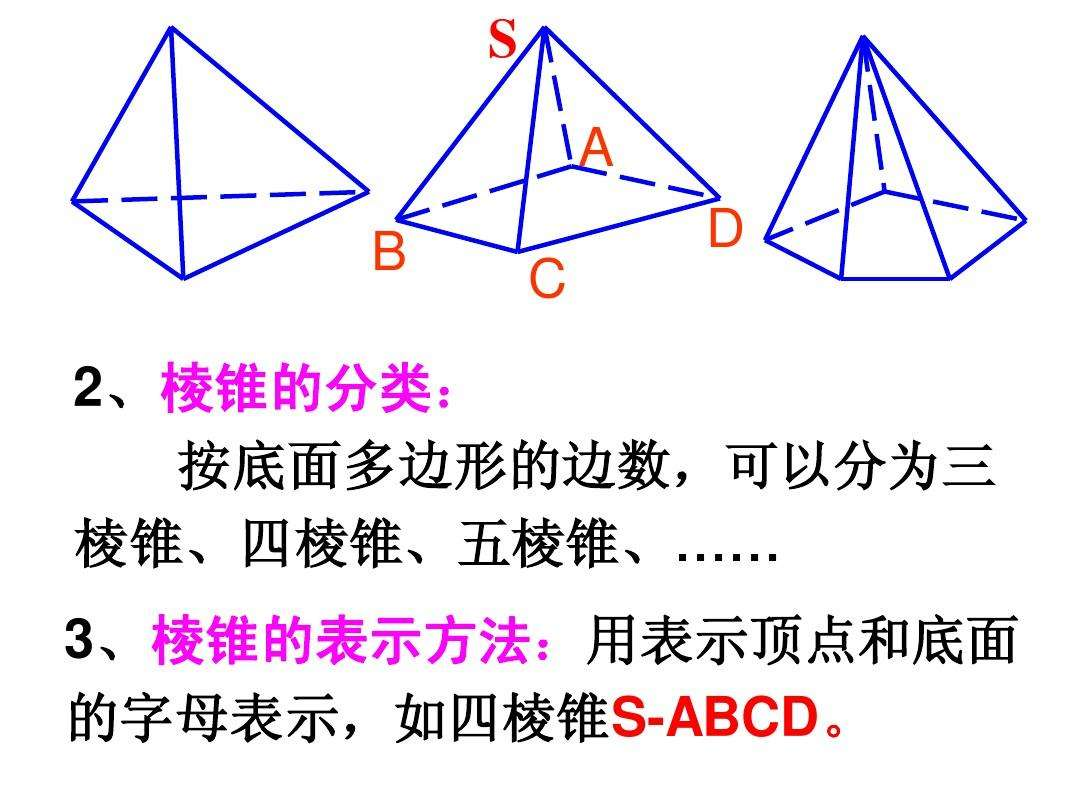 S
A
B
D
C
2、棱锥的分类：
按底面多边形的边数，可以分为三
棱锥、四棱锥、五棱锥、……
3、棱锥的表示方法：用表示顶点和底面
的字母表示，如四棱锥S-ABCD。